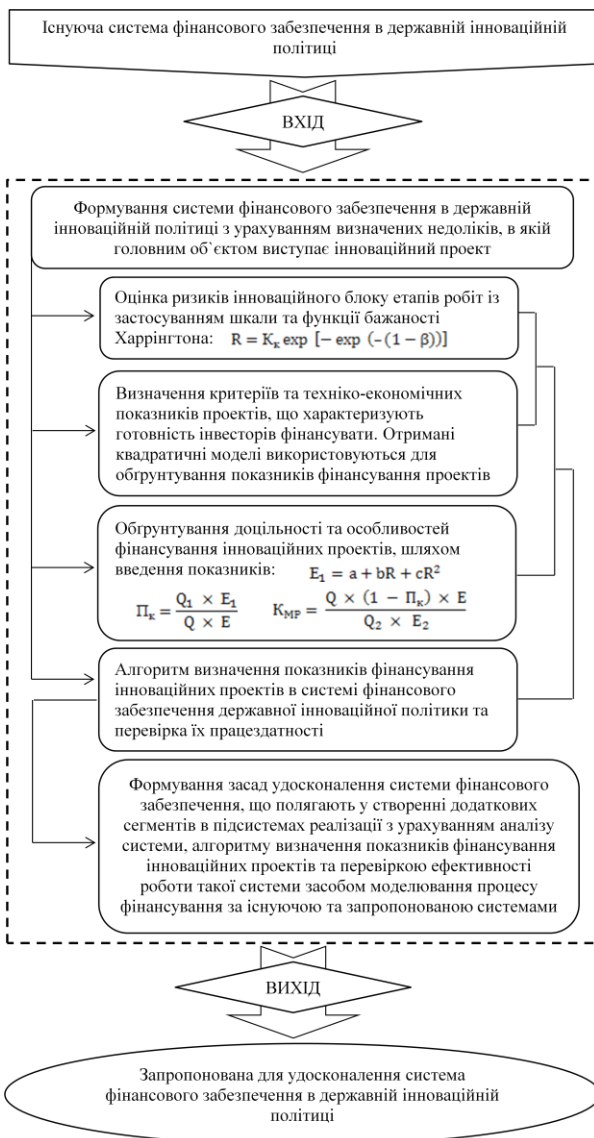 Існуюча система фінансового забезпечення в державній інноваційній
політиці
ВХІД
Формування системи фінансового забезпечення в державній
інноваційній політиці з урахуванням визначених недоліків, в якій
головним об`єктом виступає інноваційний проект
Оцінка ризиків інноваційного блоку етапів робіт із
застосуванням шкали та функції бажаності
Харрінгтона: R = Kк exp [− exp (−(1 − β))]
Визначення критеріїв та техніко-економічних
показників проектів, що характеризують
готовність інвесторів фінансувати. Отримані
квадратичні моделі використовуються для
обґрунтування показників фінансування проектів
Обґрунтування доцільності та особливостей
фінансування інноваційних проектів, шляхом
введення показників: E₁ = a + bR + cR²
Пк = (Q₁ × E₁) / (Q × E) KМР = (Q × (1 − Пк) × E) / (Q₂ × E₂)
Алгоритм визначення показників фінансування
інноваційних проектів в системі фінансового
забезпечення державної інноваційної політики та
перевірка їх працездатності
Формування засад удосконалення системи фінансового
забезпечення, що полягають у створенні додаткових
сегментів в підсистемах реалізації з урахуванням аналізу
системи, алгоритму визначення показників фінансування
інноваційних проектів та перевіркою ефективності
роботи такої системи засобом моделювання процесу
фінансування за існуючою та запропонованою системами
ВИХІД
Запропонована для удосконалення система
фінансового забезпечення в державній інноваційній
політиці